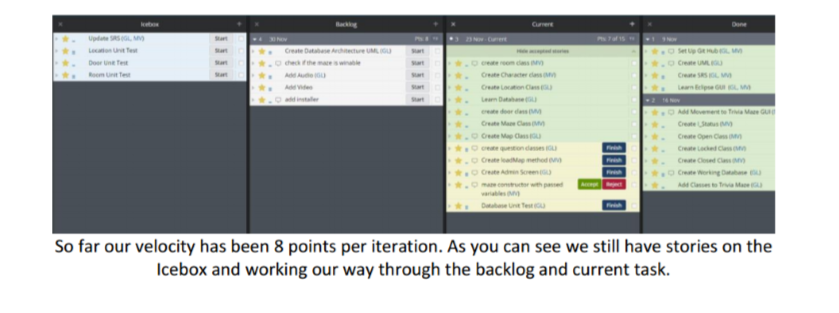 Icebox
Update SRS (GL, MV)
Start
Location Unit Test
Start
Door Unit Test
Start
Room Unit Test
Start
Backlog
4 30 Nov
Pts: 8
Create Database Architecture UML (GL)
Start
check if the maze is winable
Start
Add Audio (GL)
Start
Add Video
Start
add installer
Start
Current
3 23 Nov - Current
Pts: 7 of 15
Hide accepted stories
create room class (MV)
Create Character class (MV)
Create Location Class (GL)
Learn Database (GL)
create door class (MV)
Create Maze Class (MV)
Create Map Class (GL)
create question classes (GL)
Finish
Create loadMap method (MV)
Finish
Create Admin Screen (GL)
Finish
maze constructor with passed
variables (MV)
Accept
Reject
Database Unit Test (GL)
Finish
Done
1 9 Nov
Set Up Git Hub (GL, MV)
Create UML (GL)
Create SRS (GL, MV)
Learn Eclipse GUI (GL, MV)
2 16 Nov
Add Movement to Trivia Maze GUI
Create I_Status (MV)
Create Open Class (MV)
Create Locked Class (MV)
Create Closed Class (MV)
Create Working Database (GL)
Add Classes to Trivia Maze (GL)
So far our velocity has been 8 points per iteration. As you can see we still have stories on the
Icebox and working our way through the backlog and current task.